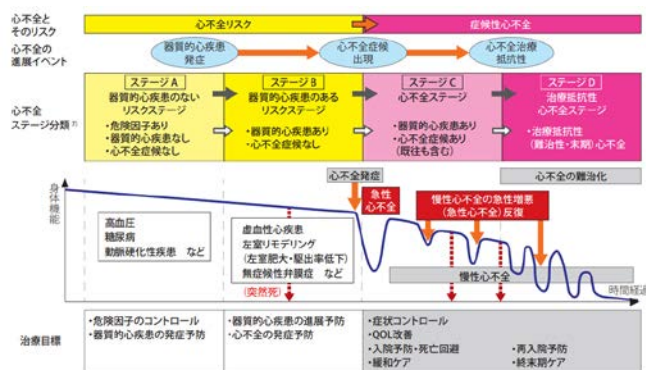 心不全と
そのリスク
心不全リスク
症候性心不全
心不全の
進展イベント
器質的心疾患
発症
心不全症候
出現
心不全治療
抵抗性
心不全
ステージ分類
ステージA
器質的心疾患のない
リスクステージ
・危険因子あり
・器質的心疾患なし
・心不全症候なし
ステージB
器質的心疾患のある
リスクステージ
・器質的心疾患あり
・心不全症候なし
ステージC
心不全ステージ
・器質的心疾患あり
・心不全症候あり
(既往も含む)
ステージD
治療抵抗性
心不全ステージ
・治療抵抗性
(難治性・末期)心不全
身体機能
心不全発症
心不全の難治化
急性
心不全
慢性心不全の急性増悪
(急性心不全)反復
高血圧
糖尿病
動脈硬化性疾患 など
虚血性心疾患
左室リモデリング
(左室肥大・駆出率低下)
無症候性弁膜症 など
(突然死)
慢性心不全
時間経過
治療目標
・危険因子のコントロール
・器質的心疾患の発症予防
・器質的心疾患の進展予防
・心不全の発症予防
・症状コントロール
・QOL改善
・入院予防・死亡回避
・緩和ケア
・再入院予防
・終末期ケア